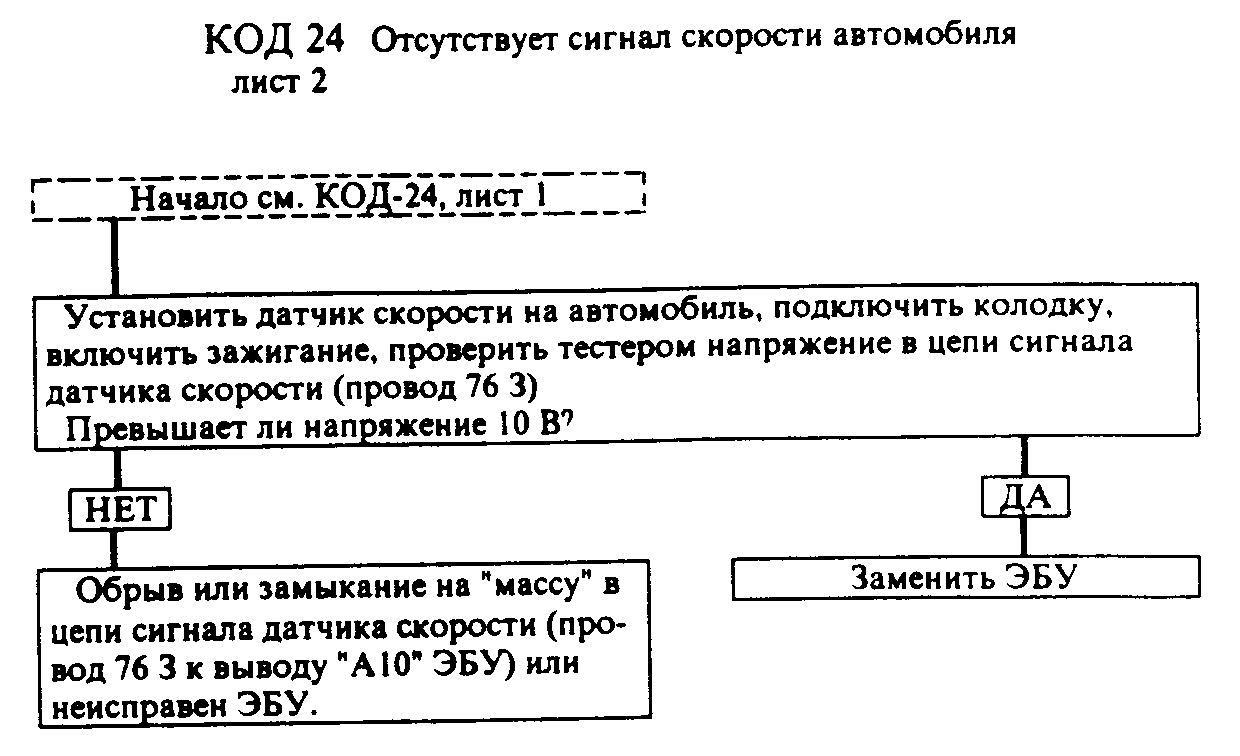 КОД 24 Отсутствует сигнал скорости автомобиля
лист 2
Начало см. КОД-24, лист 1
Установить датчик скорости на автомобиль, подключить колодку,
включить зажигание, проверить тестером напряжение в цепи сигнала
датчика скорости (провод 76 З)
Превышает ли напряжение 10 В?
НЕТ
ДА
Обрыв или замыкание на "массу" в
цепи сигнала датчика скорости (про-
вод 76 З к выводу "А10" ЭБУ) или
неисправен ЭБУ.
Заменить ЭБУ